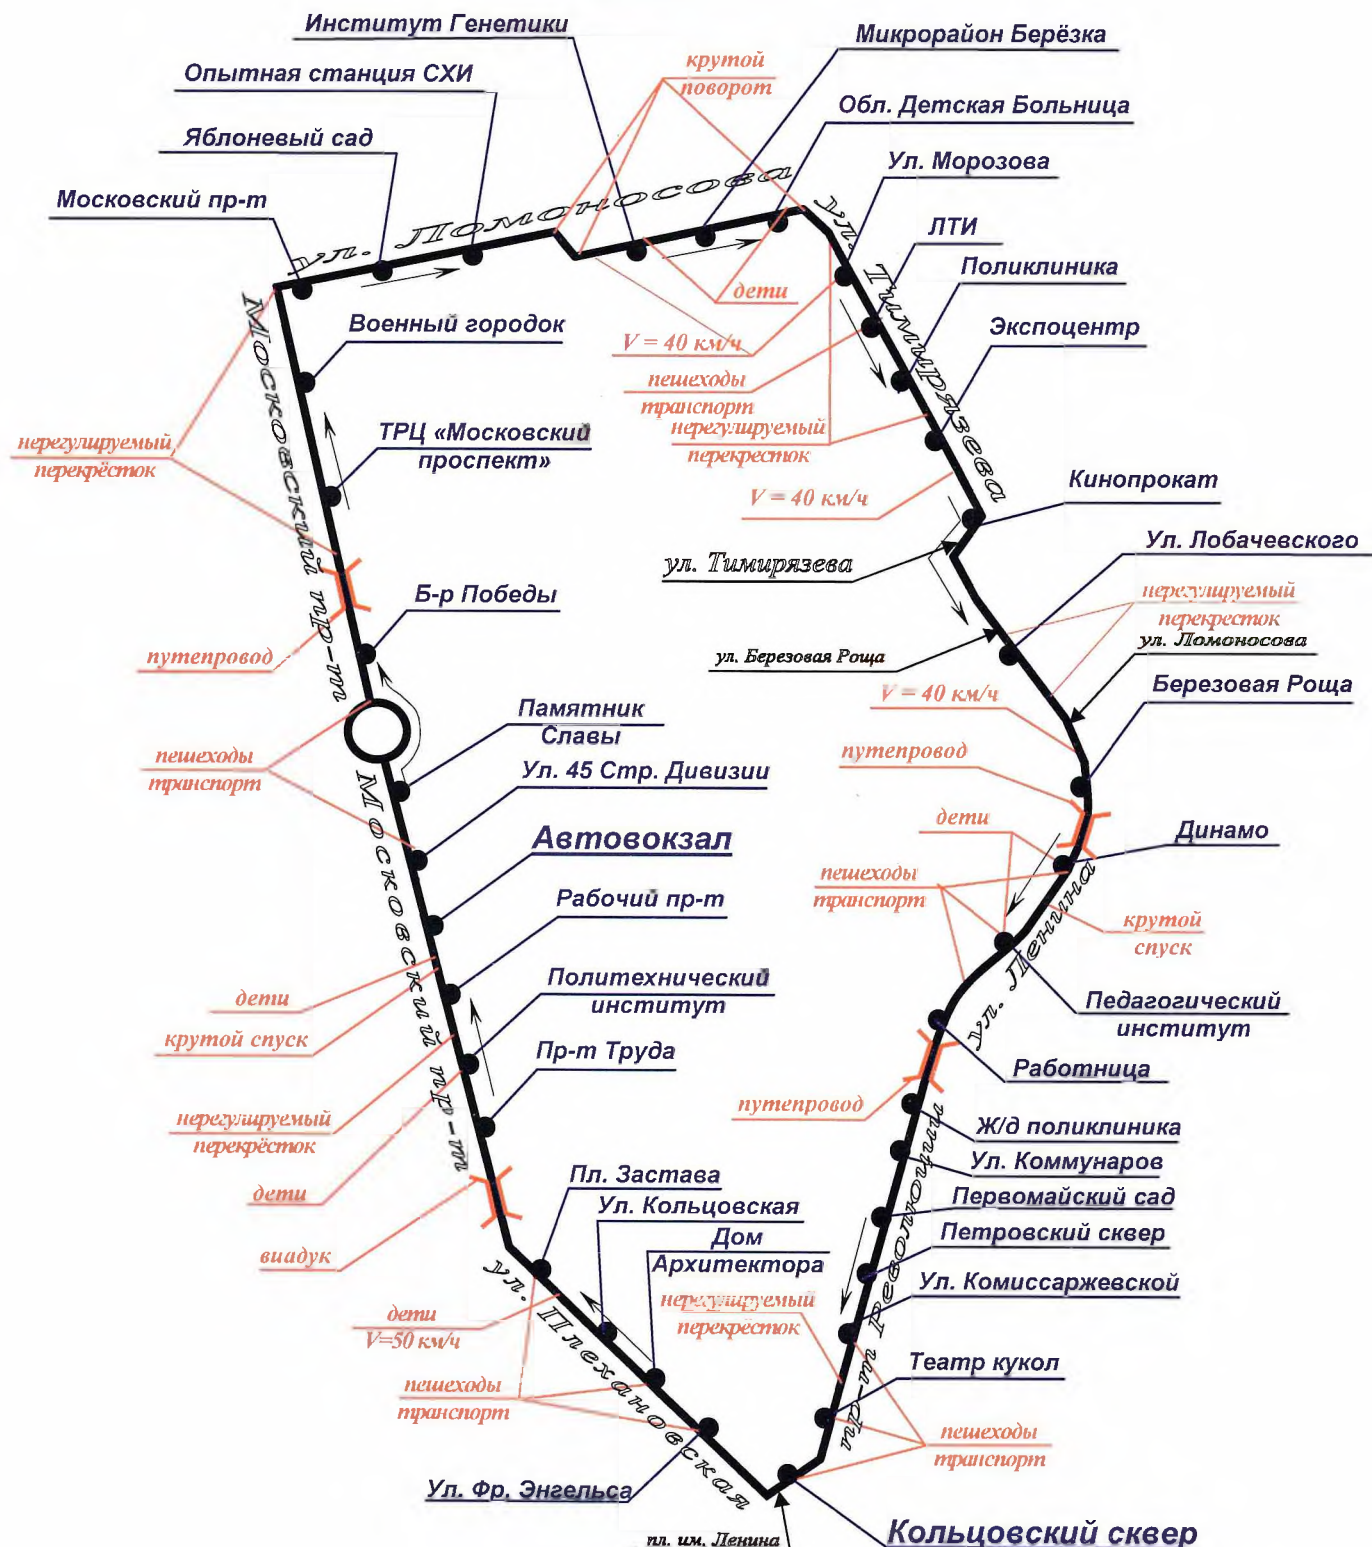 Институт Генетики
Микрорайон Берёзка
крутой
поворот
Опытная станция СХИ
Обл. Детская Больница
Яблоневый сад
Ул. Морозова
Московский пр-т
ул. Ломоносова
ул. Тимирязева
ЛТИ
Поликлиника
дети
Военный городок
Экспоцентр
V = 40 км/ч
пешеходы
транспорт
нерегулируемый
перекресток
Московский пр-т
нерегулируемый
перекрёсток
ТРЦ «Московский
проспект»
V = 40 км/ч
Кинопрокат
ул. Тимирязева
Ул. Лобачевского
Б-р Победы
нерегулируемый
перекресток
ул. Ломоносова
путепровод
ул. Березовая Роща
V = 40 км/ч
Березовая Роща
Памятник
Славы
пешеходы
транспорт
путепровод
Ул. 45 Стр. Дивизии
дети
Динамо
Автовокзал
пешеходы
транспорт
Рабочий пр-т
крутой
спуск
ул. Ленина
Московский пр-т
Политехнический
институт
дети
Педагогический
институт
крутой спуск
Пр-т Труда
Работница
нерегулируемый
перекрёсток
путепровод
Ж/д поликлиника
Ул. Коммунаров
дети
Пл. Застава
Первомайский сад
Ул. Кольцовская
Петровский сквер
виадук
Дом
Архитектора
Ул. Комиссаржевской
пр-т Революции
ул. Плехановская
дети
V=50 км/ч
нерегулируемый
перекрёсток
Театр кукол
пешеходы
транспорт
пешеходы
транспорт
Ул. Фр. Энгельса
Кольцовский сквер
пл. им. Ленина